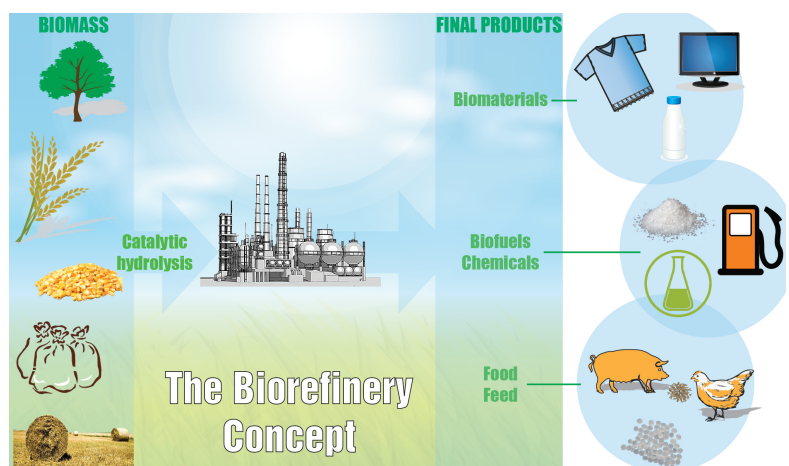 BIOMASS
FINAL PRODUCTS
Biomaterials
Catalytic
hydrolysis
Biofuels
Chemicals
Food
Feed
The Biorefinery
Concept